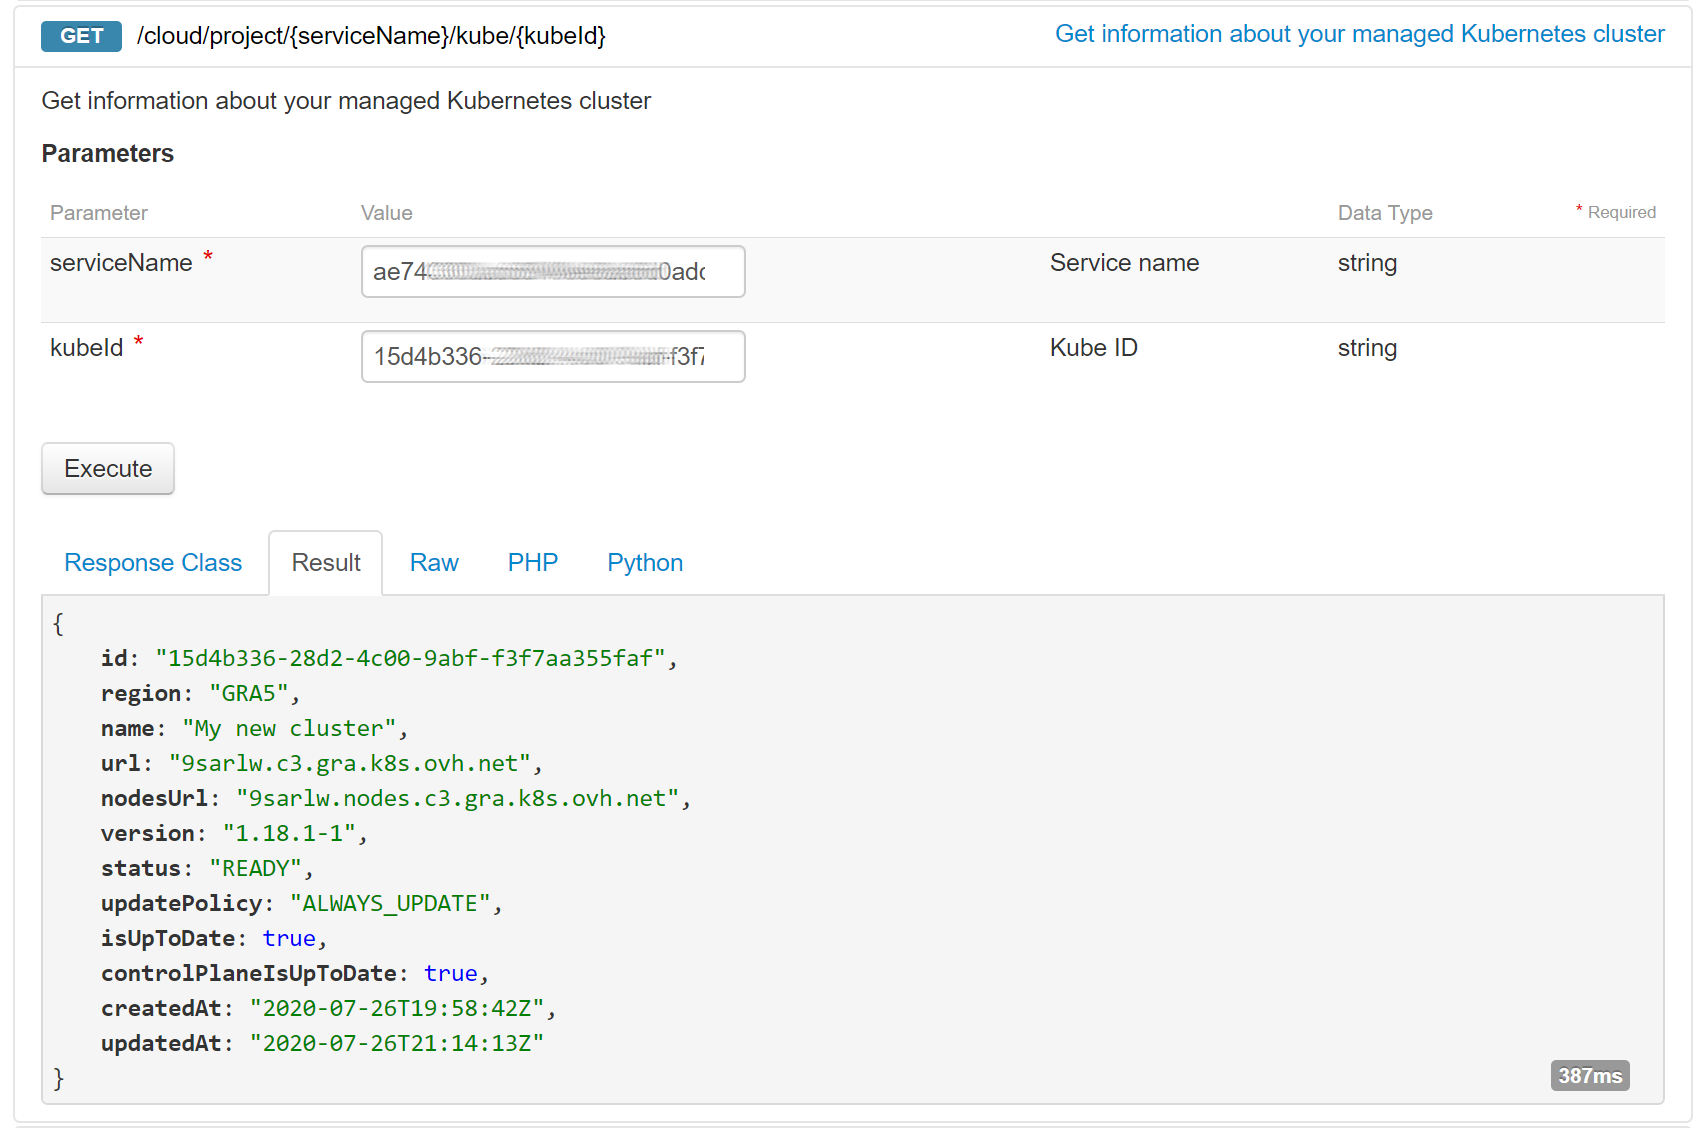 GET /cloud/project/{serviceName}/kube/{kubeId} Get information about your managed Kubernetes cluster
Get information about your managed Kubernetes cluster
Parameters
Parameter Value Data Type * Required
serviceName * ae74 0adc Service name string
kubeId * 15d4b336- -f3f7 Kube ID string
Execute
Response Class Result Raw PHP Python
{
id: "15d4b336-28d2-4c00-9abf-f3f7aa355faf",
region: "GRA5",
name: "My new cluster",
url: "9sarlw.c3.gra.k8s.ovh.net",
nodesUrl: "9sarlw.nodes.c3.gra.k8s.ovh.net",
version: "1.18.1-1",
status: "READY",
updatePolicy: "ALWAYS_UPDATE",
isUpToDate: true,
controlPlaneIsUpToDate: true,
createdAt: "2020-07-26T19:58:42Z",
updatedAt: "2020-07-26T21:14:13Z"
}
387ms